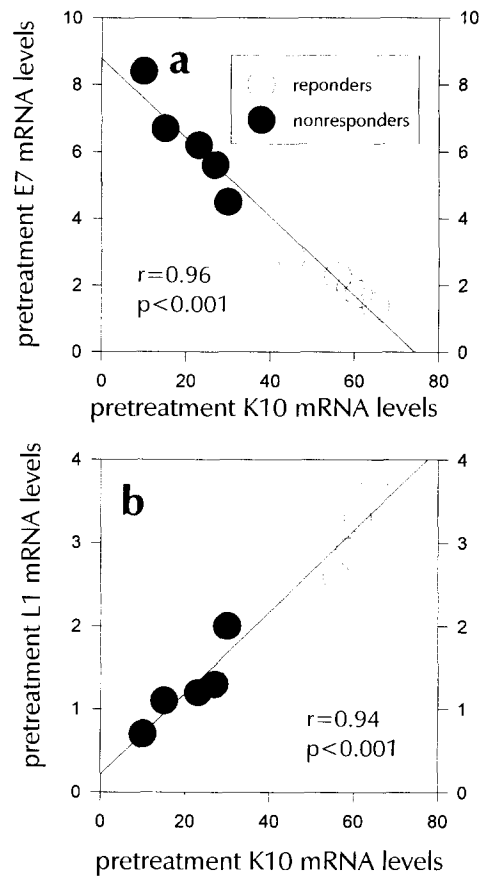 a
reponders
nonresponders
10
8
6
4
2
0
10
8
6
4
2
0
r=0.96
p<0.001
0 20 40 60 80
pretreatment E7 mRNA levels
pretreatment K10 mRNA levels
b
4
3
2
1
0
4
3
2
1
0
r=0.94
p<0.001
0 20 40 60 80
pretreatment L1 mRNA levels
pretreatment K10 mRNA levels